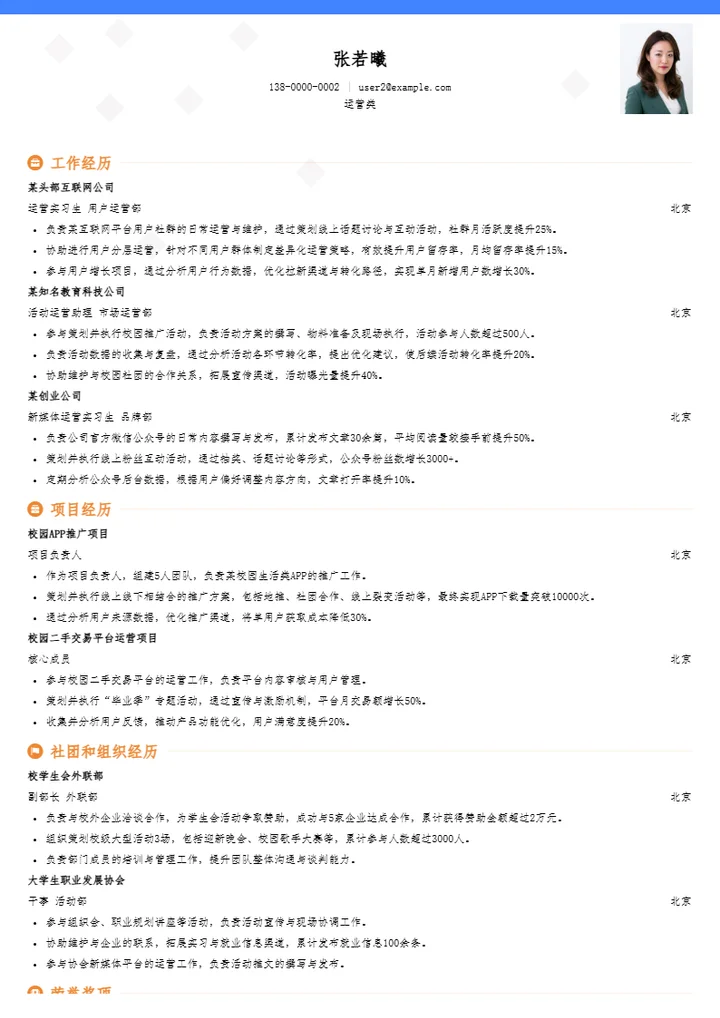 张若曦
138-0000-0002 | user2@example.com
运营类
工作经历
某头部互联网公司
运营实习生 用户运营部 北京
• 负责某互联网平台用户社群的日常运营与维护，通过策划线上话题讨论与互动活动，社群月活跃度提升25%。
• 协助进行用户分层运营，针对不同用户群体制定差异化运营策略，有效提升用户留存率，月均留存率提升15%。
• 参与用户增长项目，通过分析用户行为数据，优化拉新渠道与转化路径，实现单月新增用户数增长30%。
某知名教育科技公司
活动运营助理 市场运营部 北京
• 参与策划并执行校园推广活动，负责活动方案的撰写、物料准备及现场执行，活动参与人数超过500人。
• 负责活动数据的收集与复盘，通过分析活动各环节转化率，提出优化建议，使后续活动转化率提升20%。
• 协助维护与校园社团的合作关系，拓展宣传渠道，活动曝光量提升40%。
某创业公司
新媒体运营实习生 品牌部 北京
• 负责公司官方微信公众号的日常内容撰写与发布，累计发布文章30余篇，平均阅读量较接手前提升50%。
• 策划并执行线上粉丝互动活动，通过抽奖、话题讨论等形式，公众号粉丝数增长3000+。
• 定期分析公众号后台数据，根据用户偏好调整内容方向，文章打开率提升10%。
项目经历
校园APP推广项目
项目负责人 北京
• 作为项目负责人，组建5人团队，负责某校园生活类APP的推广工作。
• 策划并执行线上线下相结合的推广方案，包括地推、社团合作、线上裂变活动等，最终实现APP下载量突破10000次。
• 通过分析用户来源数据，优化推广渠道，将单用户获取成本降低30%。
校园二手交易平台运营项目
核心成员 北京
• 参与校园二手交易平台的运营工作，负责平台内容审核与用户管理。
• 策划并执行“毕业季”专题活动，通过宣传与激励机制，平台月交易额增长50%。
• 收集并分析用户反馈，推动产品功能优化，用户满意度提升20%。
社团和组织经历
校学生会外联部
副部长 外联部 北京
• 负责与校外企业洽谈合作，为学生会活动争取赞助，成功与5家企业达成合作，累计获得赞助金额超过2万元。
• 组织策划校级大型活动3场，包括迎新晚会、校园歌手大赛等，累计参与人数超过3000人。
• 负责部门成员的培训与管理工作，提升团队整体沟通与谈判能力。
大学生职业发展协会
干事 活动部 北京
• 参与组织会、职业规划讲座等活动，负责活动宣传与现场协调工作。
• 协助维护与企业的联系，拓展实习与就业信息渠道，累计发布就业信息100余条。
• 参与协会新媒体平台的运营工作，负责活动推文的撰写与发布。
荣誉奖项